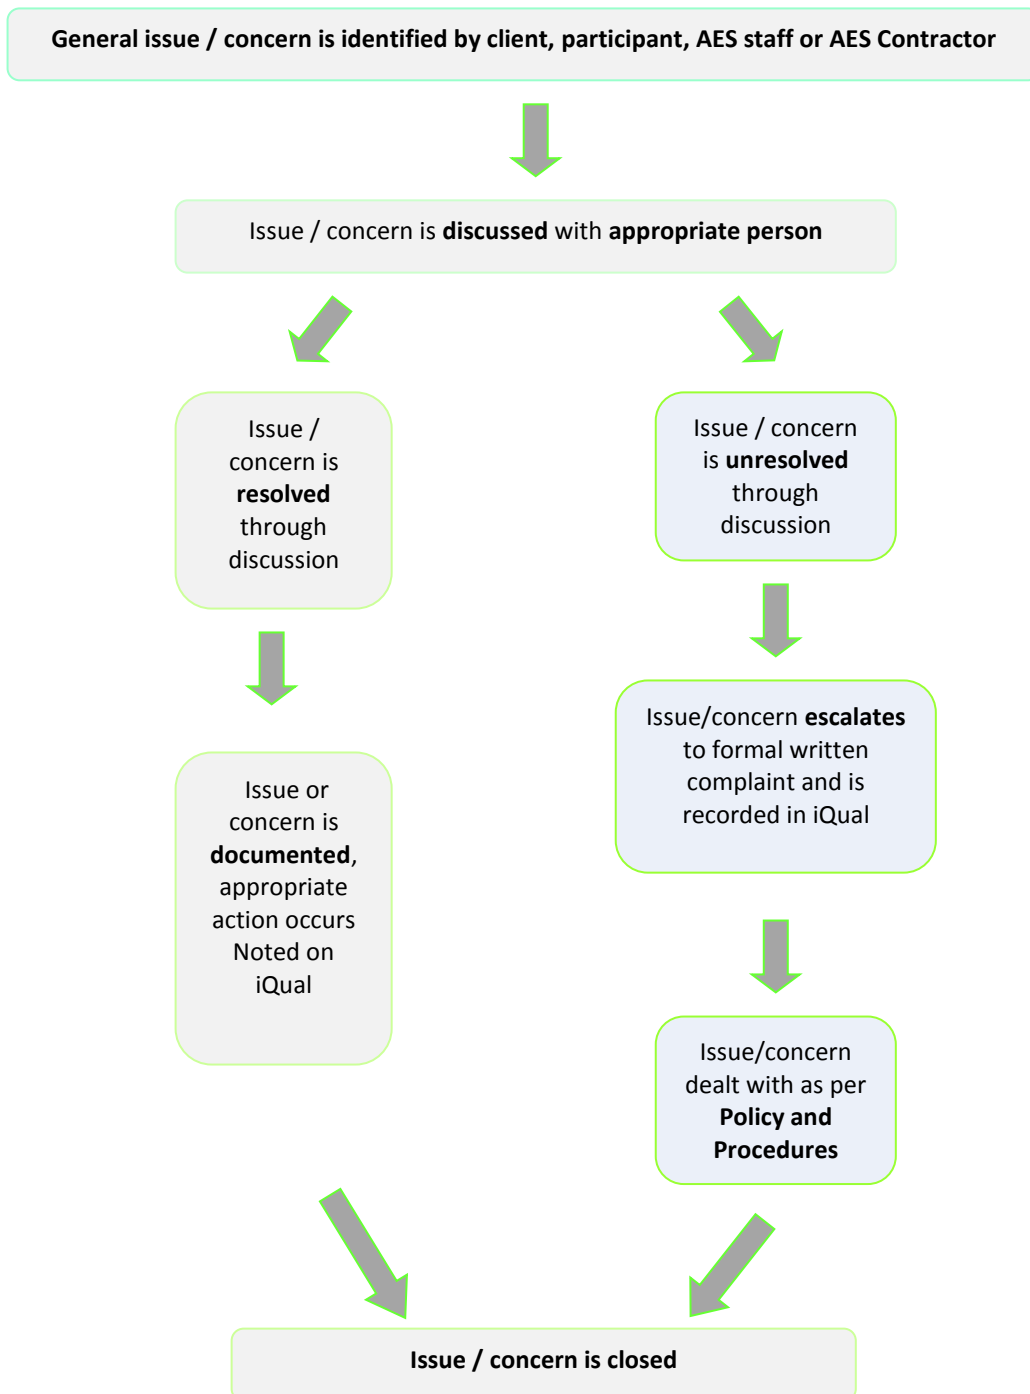 General issue / concern is identified by client, participant, AES staff or AES Contractor
Issue / concern is discussed with appropriate person
Issue /
concern is
resolved
through
discussion
Issue / concern
is unresolved
through
discussion
Issue/concern escalates
to formal written
complaint and is
recorded in iQual
Issue or
concern is
documented,
appropriate
action occurs
Noted on
iQual
Issue/concern
dealt with as per
Policy and
Procedures
Issue / concern is closed